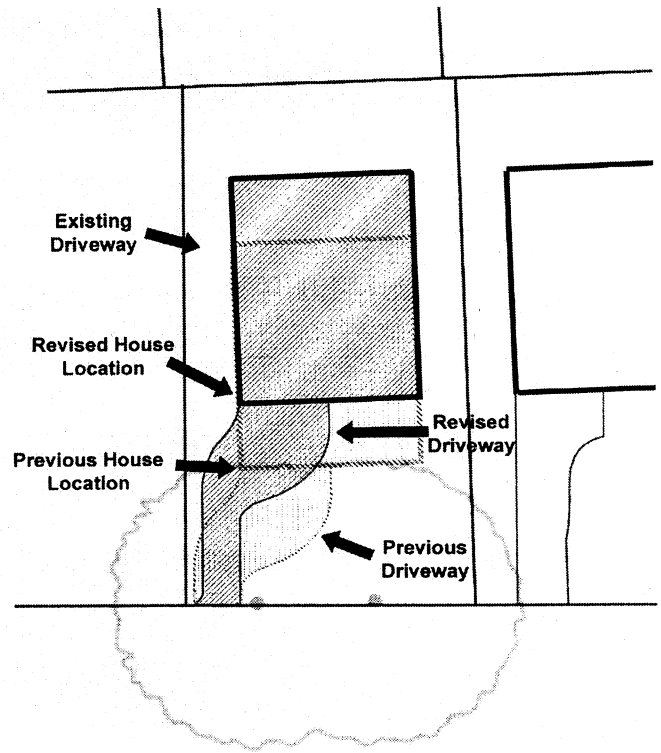 Existing
Driveway
Revised House
Location
Revised
Driveway
Previous House
Location
Previous
Driveway